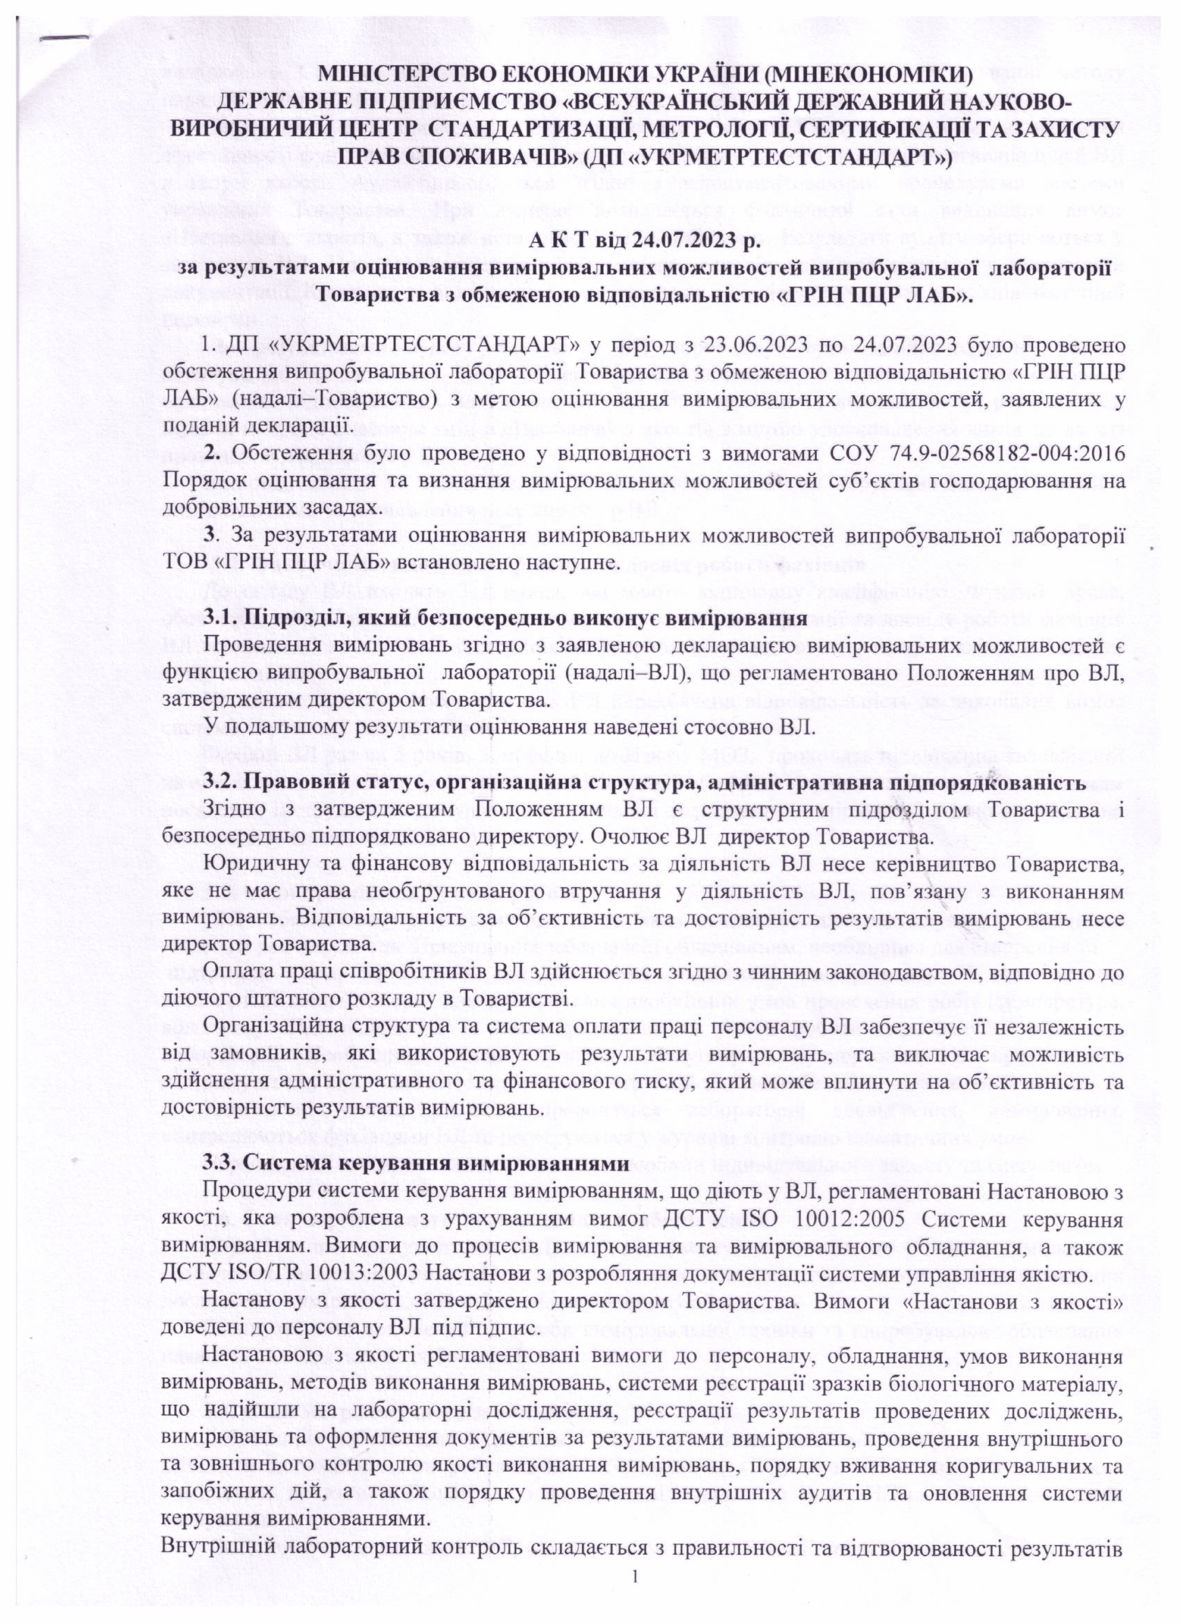 МІНІСТЕРСТВО ЕКОНОМІКИ УКРАЇНИ (МІНЕКОНОМІКИ)
ДЕРЖАВНЕ ПІДПРИЄМСТВО «ВСЕУКРАЇНСЬКИЙ ДЕРЖАВНИЙ НАУКОВО-
ВИРОБНИЧИЙ ЦЕНТР СТАНДАРТИЗАЦІЇ, МЕТРОЛОГІЇ, СЕРТИФІКАЦІЇ ТА ЗАХИСТУ
ПРАВ СПОЖИВАЧІВ» (ДП «УКРМЕТРТЕСТСТАНДАРТ»)
А К Т від 24.07.2023 р.
за результатами оцінювання вимірювальних можливостей випробувальної лабораторії
Товариства з обмеженою відповідальністю «ГРІН ПЦР ЛАБ».
1. ДП «УКРМЕТРТЕСТСТАНДАРТ» у період з 23.06.2023 по 24.07.2023 було проведено
обстеження випробувальної лабораторії Товариства з обмеженою відповідальністю «ГРІН ПЦР
ЛАБ» (надалі–Товариство) з метою оцінювання вимірювальних можливостей, заявлених у
поданій декларації.
2. Обстеження було проведено у відповідності з вимогами СОУ 74.9-02568182-004:2016
Порядок оцінювання та визнання вимірювальних можливостей суб’єктів господарювання на
добровільних засадах.
3. За результатами оцінювання вимірювальних можливостей випробувальної лабораторії
ТОВ «ГРІН ПЦР ЛАБ» встановлено наступне.
3.1. Підрозділ, який безпосередньо виконує вимірювання
Проведення вимірювань згідно з заявленою декларацією вимірювальних можливостей є
функцією випробувальної лабораторії (надалі–ВЛ), що регламентовано Положенням про ВЛ,
затвердженим директором Товариства.
У подальшому результати оцінювання наведені стосовно ВЛ.
3.2. Правовий статус, організаційна структура, адміністративна підпорядкованість
Згідно з затвердженим Положенням ВЛ є структурним підрозділом Товариства і
безпосередньо підпорядковано директору. Очолює ВЛ директор Товариства.
Юридичну та фінансову відповідальність за діяльність ВЛ несе керівництво Товариства,
яке не має права необґрунтованого втручання у діяльність ВЛ, пов’язану з виконанням
вимірювань. Відповідальність за об’єктивність та достовірність результатів вимірювань несе
директор Товариства.
Оплата праці співробітників ВЛ здійснюється згідно з чинним законодавством, відповідно до
діючого штатного розкладу в Товаристві.
Організаційна структура та система оплати праці персоналу ВЛ забезпечує її незалежність
від замовників, які використовують результати вимірювань, та виключає можливість
здійснення адміністративного та фінансового тиску, який може вплинути на об’єктивність та
достовірність результатів вимірювань.
3.3. Система керування вимірюваннями
Процедури системи керування вимірюванням, що діють у ВЛ, регламентовані Настановою з
якості, яка розроблена з урахуванням вимог ДСТУ ISO 10012:2005 Системи керування
вимірюванням. Вимоги до процесів вимірювання та вимірювального обладнання, а також
ДСТУ ISO/TR 10013:2003 Настанови з розробляння документації системи управління якістю.
Настанову з якості затверджено директором Товариства. Вимоги «Настанови з якості»
доведені до персоналу ВЛ під підпис.
Настановою з якості регламентовані вимоги до персоналу, обладнання, умов виконання
вимірювань, методів виконання вимірювань, системи реєстрації зразків біологічного матеріалу,
що надійшли на лабораторні дослідження, реєстрації результатів проведених досліджень,
вимірювань та оформлення документів за результатами вимірювань, проведення внутрішнього
та зовнішнього контролю якості виконання вимірювань, порядку вживання коригувальних та
запобіжних дій, а також порядку проведення внутрішніх аудитів та оновлення системи
керування вимірюваннями.
Внутрішній лабораторний контроль складається з правильності та відтворюваності результатів
1